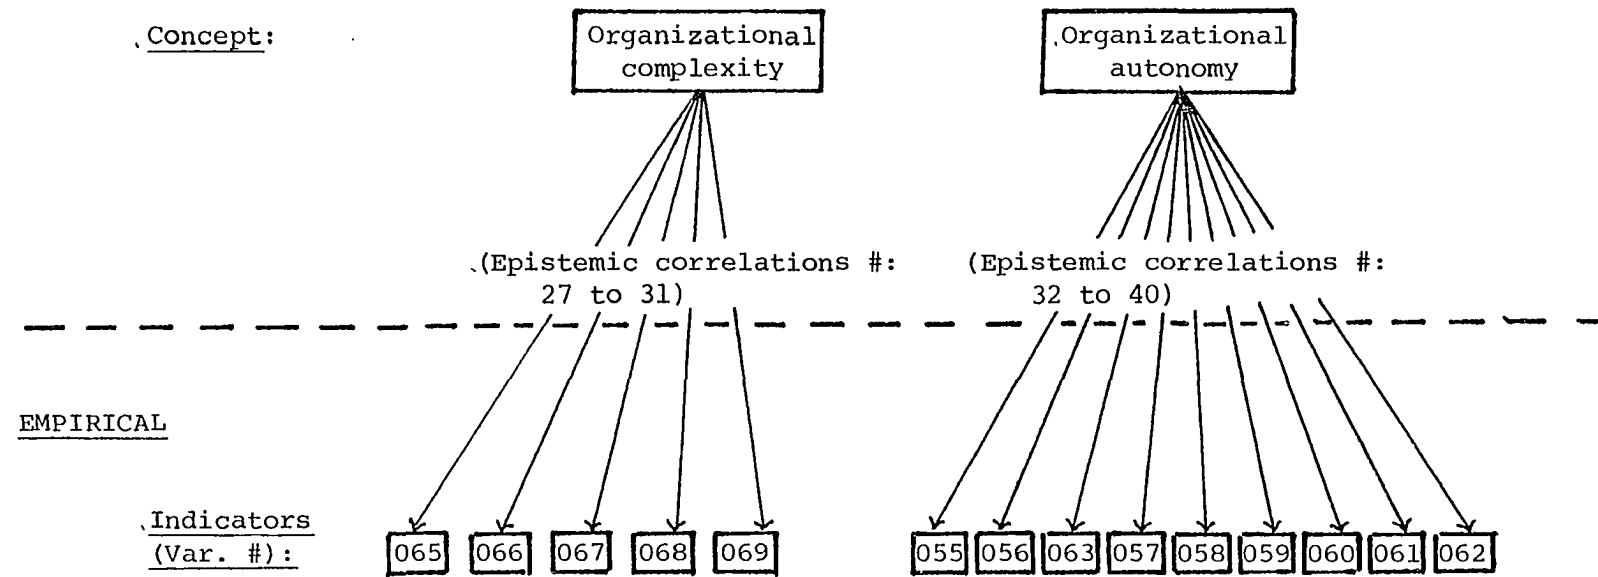 Concept:
Organizational
complexity
Organizational
autonomy
(Epistemic correlations #:
27 to 31)
(Epistemic correlations #:
32 to 40)
EMPIRICAL
Indicators
(Var. #):
065 066 067 068 069 055 056 063 057 058 059 060 061 062